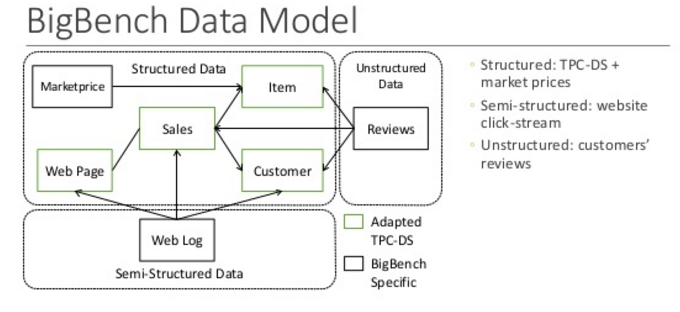 BigBench Data Model
Structured Data
Marketprice
Item
Sales
Web Page
Customer
Unstructured
Data
Reviews
Web Log
Semi-Structured Data
Adapted
TPC-DS
BigBench
Specific
◦ Structured: TPC-DS +
market prices
◦ Semi-structured: website
click-stream
◦ Unstructured: customers’
reviews